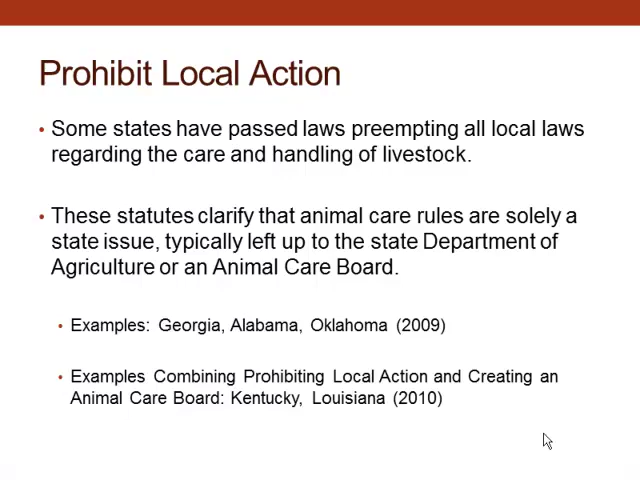 Prohibit Local Action
• Some states have passed laws preempting all local laws
regarding the care and handling of livestock.
• These statutes clarify that animal care rules are solely a
state issue, typically left up to the state Department of
Agriculture or an Animal Care Board.
• Examples: Georgia, Alabama, Oklahoma (2009)
• Examples Combining Prohibiting Local Action and Creating an
Animal Care Board: Kentucky, Louisiana (2010)